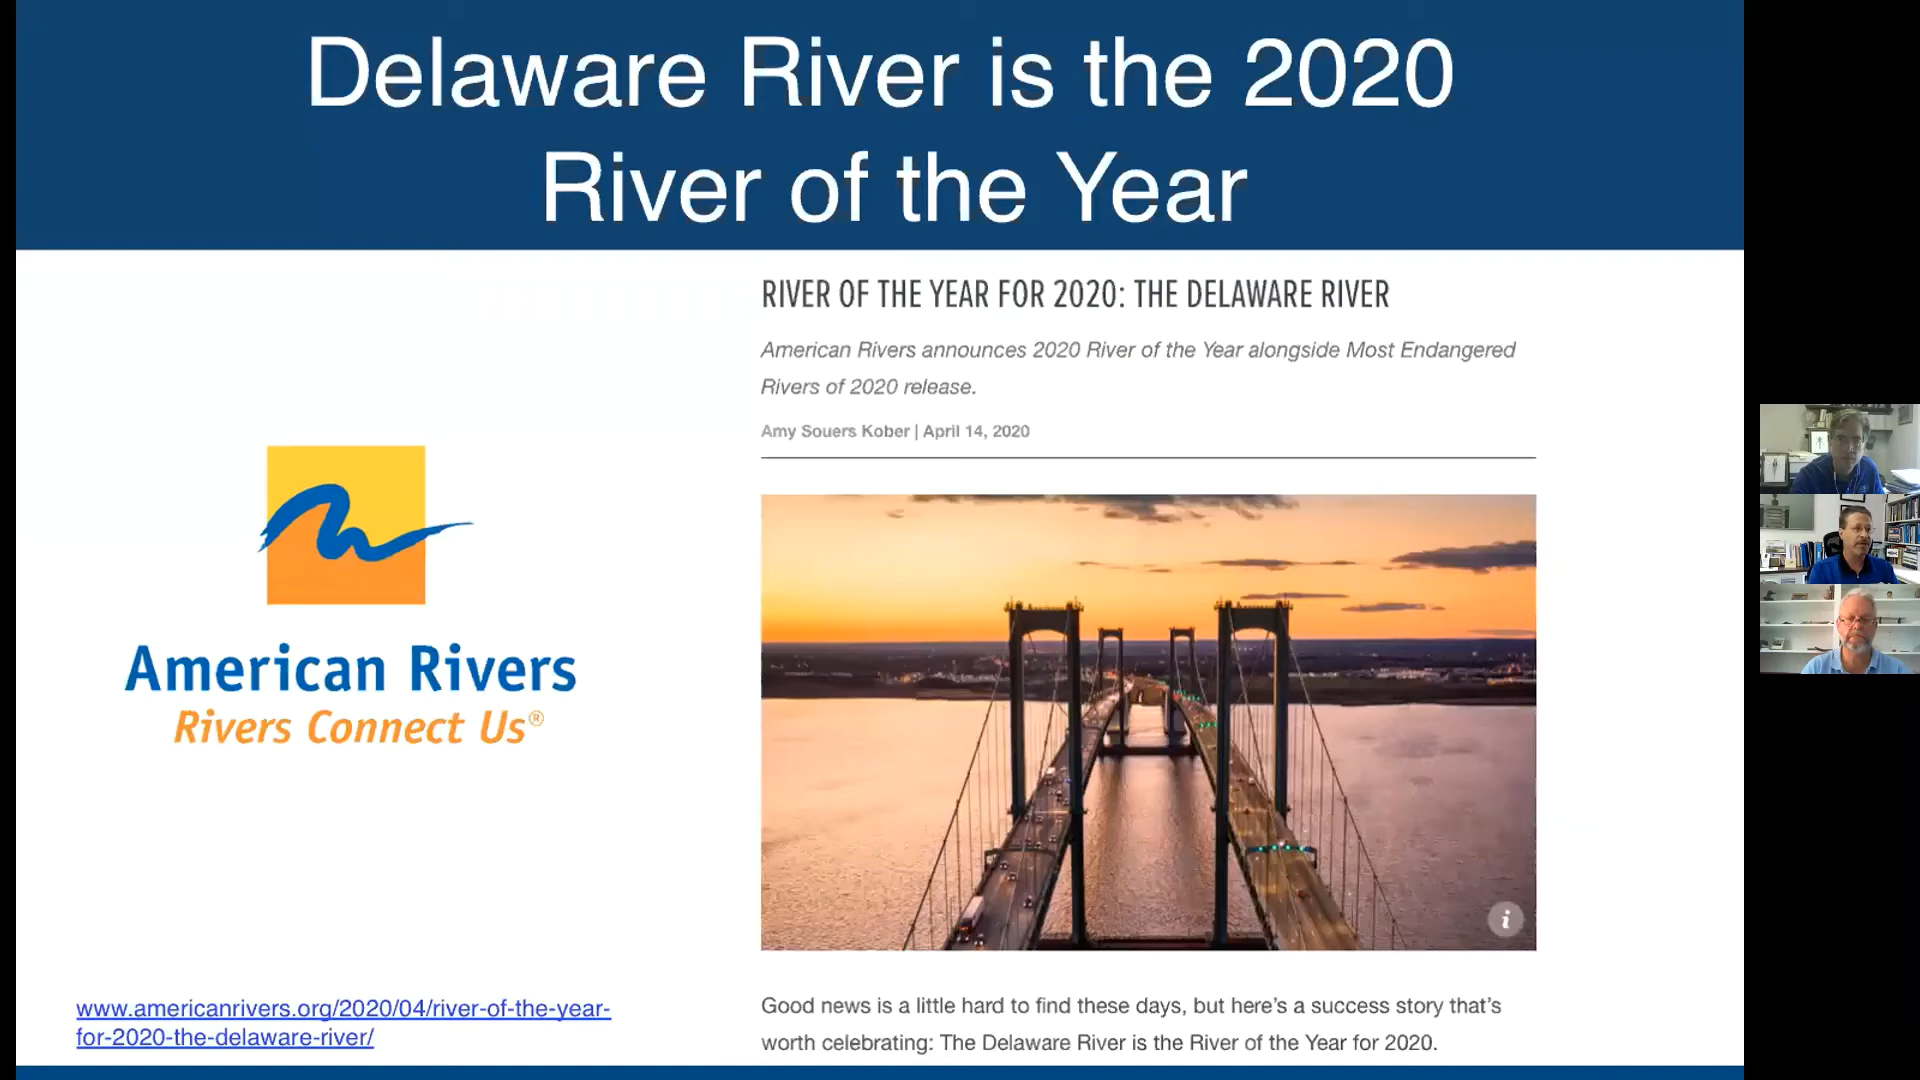 Delaware River is the 2020
River of the Year
RIVER OF THE YEAR FOR 2020: THE DELAWARE RIVER
American Rivers announces 2020 River of the Year alongside Most Endangered
Rivers of 2020 release.
Amy Souers Kober | April 14, 2020
American Rivers
Rivers Connect Us®
i
www.americanrivers.org/2020/04/river-of-the-year-
for-2020-the-delaware-river/
Good news is a little hard to find these days, but here’s a success story that’s
worth celebrating: The Delaware River is the River of the Year for 2020.